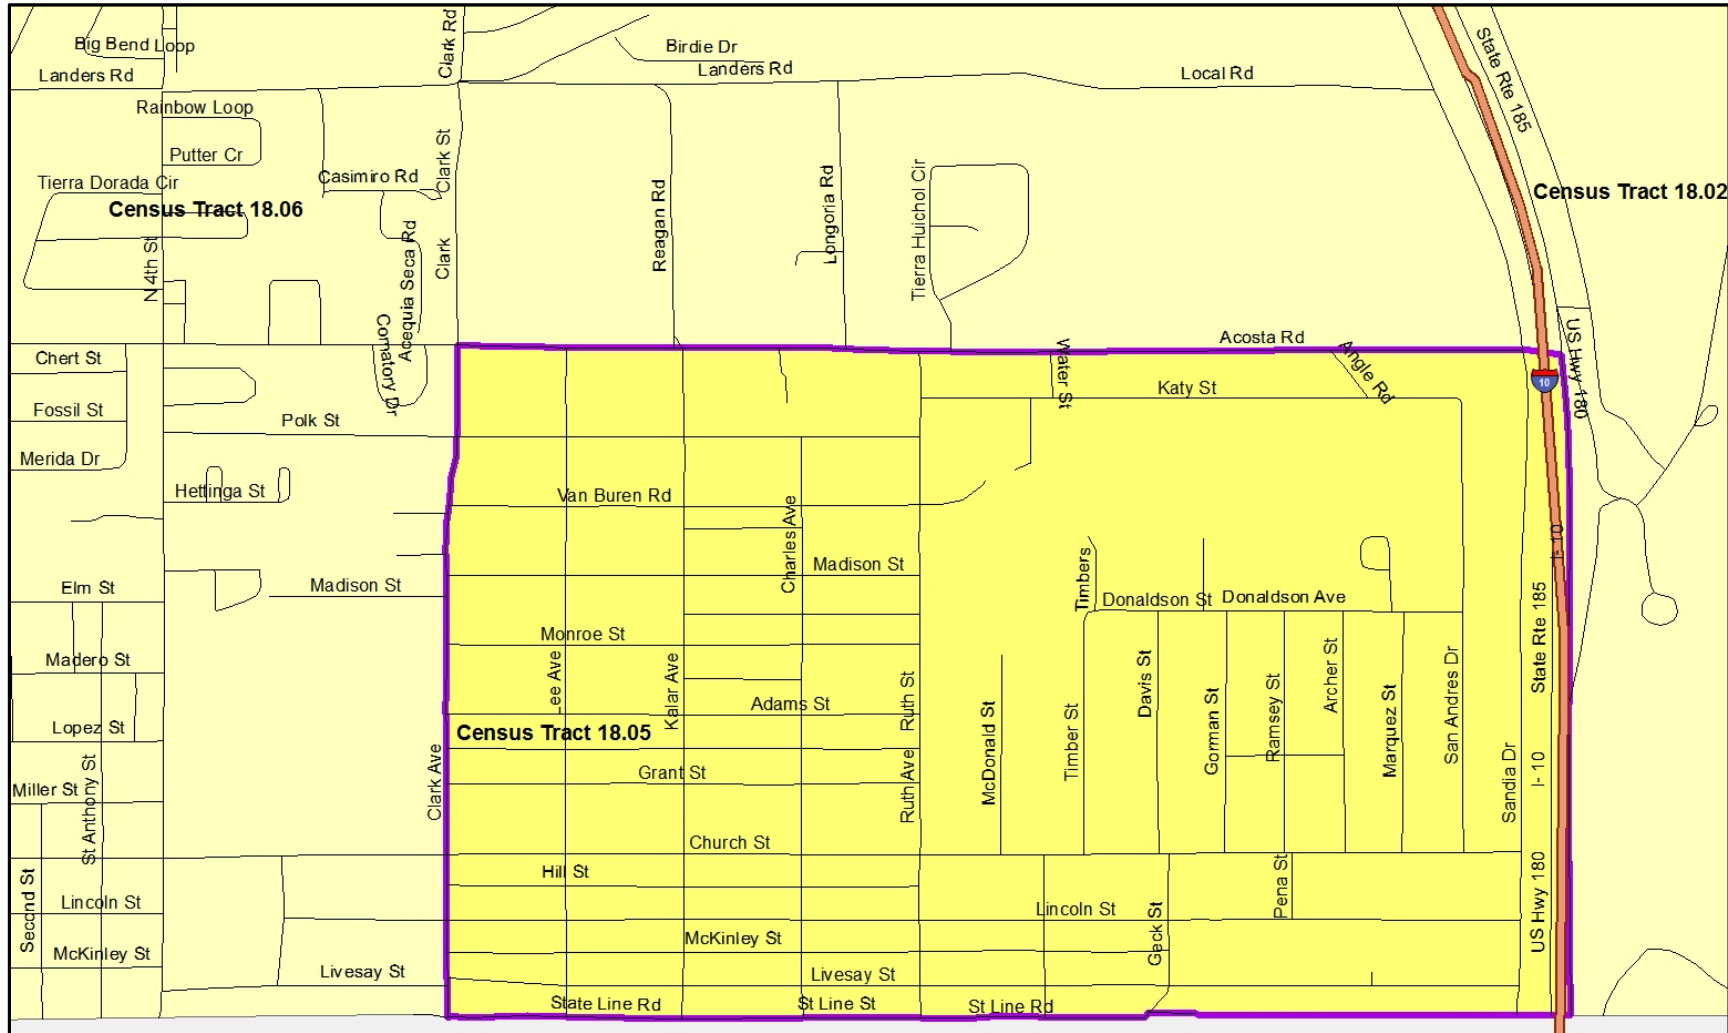 Clark Rd
State Rte 185
Big Bend Loop
Birdie Dr
Landers Rd
Landers Rd
Local Rd
Rainbow Loop
Clark St
Putter Cr
Casimiro Rd
Tierra Dorada Cir
Census Tract 18.02
Census Tract 18.06
Reagan Rd
Longoria Rd
Tierra Huichol Cir
N 4th St
Acequia Seca Rd
Clark
Acosta Rd
US Hwy 180
Chert St
Comatory Dr
Water St
Angle Rd
Katy St
10
Fossil St
Polk St
Merida Dr
Hettinga St
Van Buren Rd
Charles Ave
I- 10
Madison St
Elm St
Madison St
Timbers
Donaldson St
Donaldson Ave
State Rte 185
Monroe St
Madero St
Lee Ave
Kalar Ave
Ruth St
McDonald St
Timber St
Davis St
Gorman St
Ramsey St
Archer St
Marquez St
San Andres Dr
Adams St
Lopez St
Census Tract 18.05
Clark Ave
Grant St
Ruth Ave
Sandia Dr
I- 10
Miller St
St Anthony St
Church St
Hill St
Second St
Lincoln St
Lincoln St
Geck St
Pena St
US Hwy 180
McKinley St
McKinley St
Livesay St
Livesay St
State Line Rd
St Line St
St Line Rd